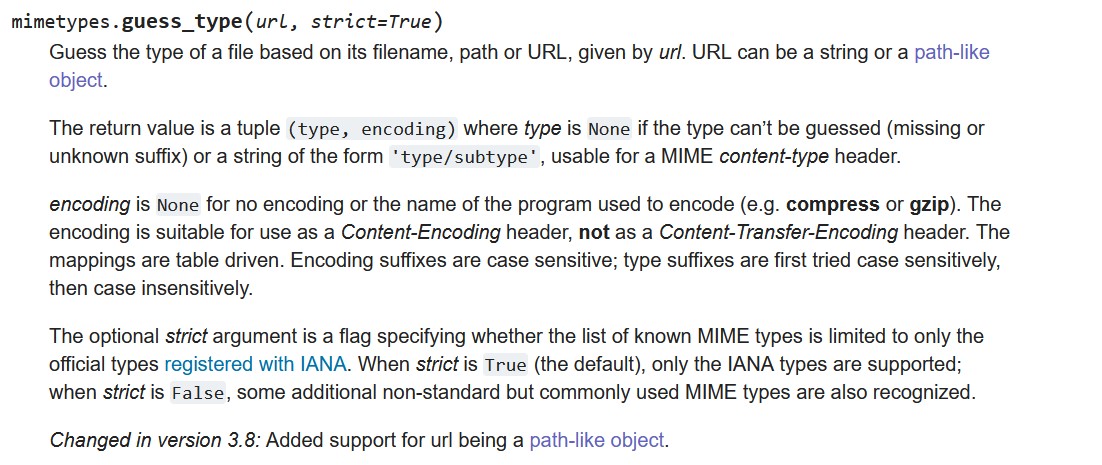 mimetypes.guess_type(url, strict=True)
Guess the type of a file based on its filename, path or URL, given by url. URL can be a string or a path-like
object.
The return value is a tuple (type, encoding) where type is None if the type can’t be guessed (missing or
unknown suffix) or a string of the form 'type/subtype', usable for a MIME content-type header.
encoding is None for no encoding or the name of the program used to encode (e.g. compress or gzip). The
encoding is suitable for use as a Content-Encoding header, not as a Content-Transfer-Encoding header. The
mappings are table driven. Encoding suffixes are case sensitive; type suffixes are first tried case sensitively,
then case insensitively.
The optional strict argument is a flag specifying whether the list of known MIME types is limited to only the
official types registered with IANA. When strict is True (the default), only the IANA types are supported;
when strict is False, some additional non-standard but commonly used MIME types are also recognized.
Changed in version 3.8: Added support for url being a path-like object.